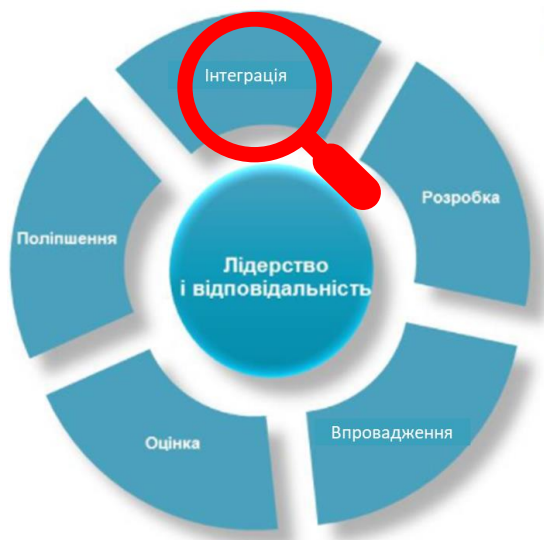 Інтеграція
Розробка
Впровадження
Оцінка
Поліпшення
Лідерство
і відповідальність